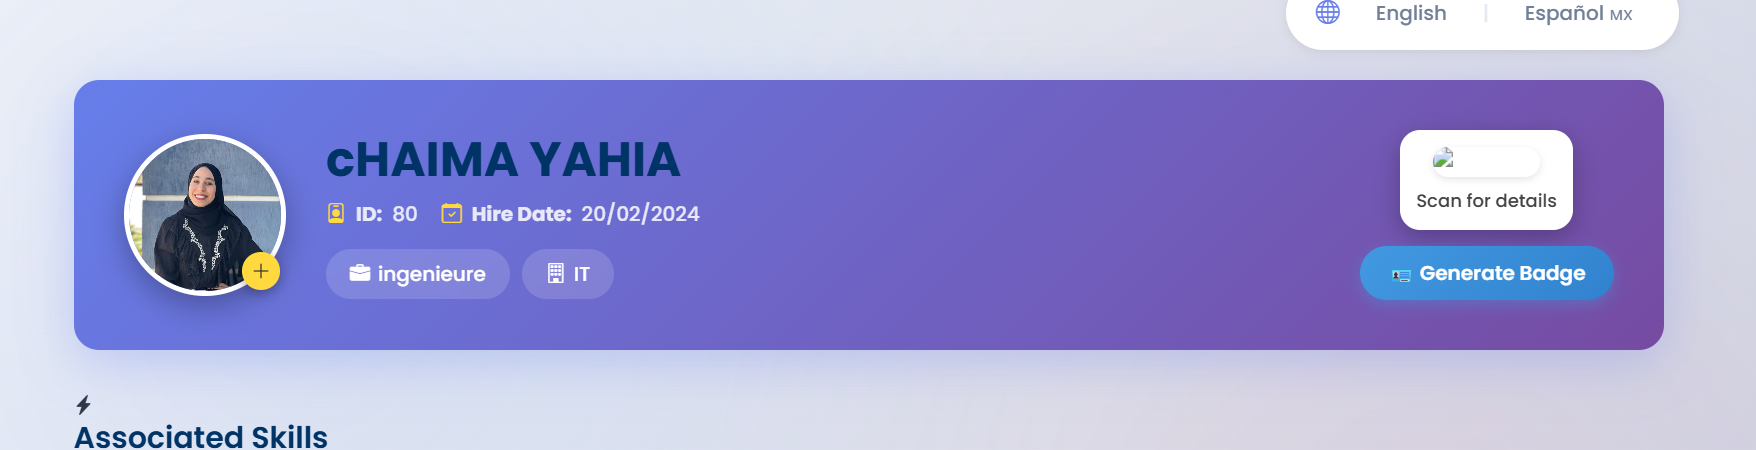 English | Español MX
cHAIMA YAHIA
ID: 80 Hire Date: 20/02/2024
ingenieure IT
Scan for details
Generate Badge
Associated Skills